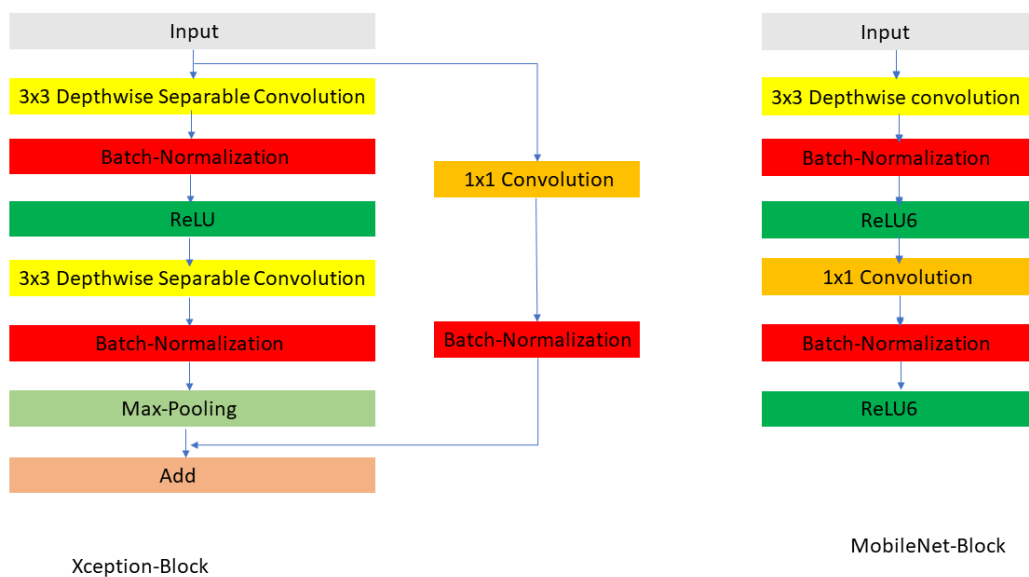 Input
3x3 Depthwise Separable Convolution
Batch-Normalization
ReLU
3x3 Depthwise Separable Convolution
Batch-Normalization
Max-Pooling
Add
1x1 Convolution
Batch-Normalization
Xception-Block
Input
3x3 Depthwise convolution
Batch-Normalization
ReLU6
1x1 Convolution
Batch-Normalization
ReLU6
MobileNet-Block